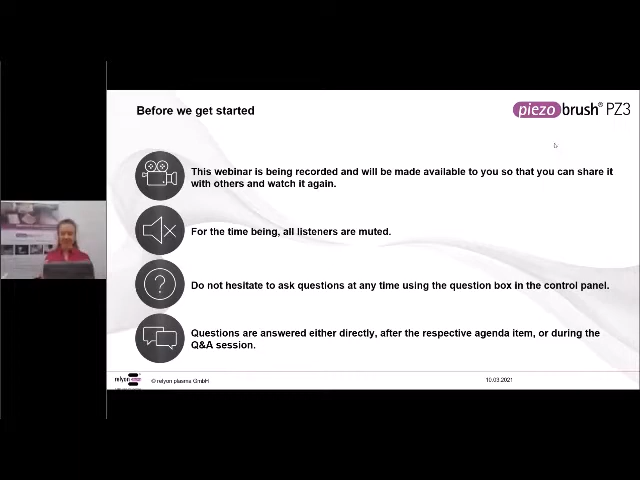 Before we get started
piezobrush® PZ3
This webinar is being recorded and will be made available to you so that you can share it
with others and watch it again.
For the time being, all listeners are muted.
?
Do not hesitate to ask questions at any time using the question box in the control panel.
Questions are answered either directly, after the respective agenda item, or during the
Q&A session.
relyon
© relyon plasma GmbH
10.03.2021